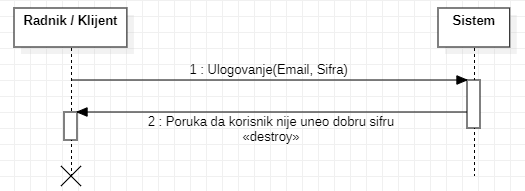 Radnik / Klijent
Sistem
1 : Ulogovanje(Email, Sifra)
2 : Poruka da korisnik nije uneo dobru sifru
«destroy»